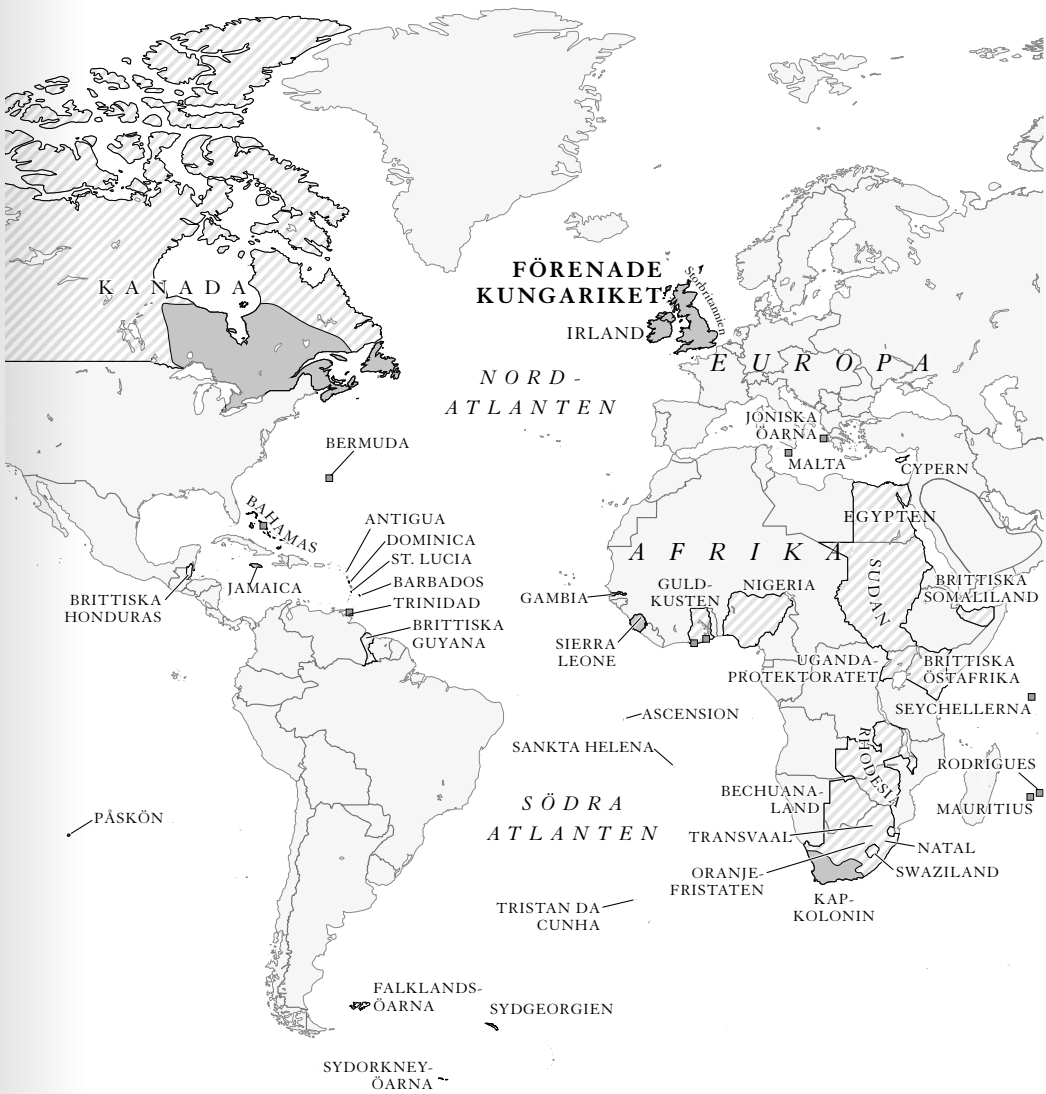 KANADA
FÖRENADE
KUNGARIKET
Storbritannien
IRLAND
EUROPA
NORD-
ATLANTEN
JONISKA
ÖARNA
MALTA
CYPERN
BERMUDA
BAHAMAS
ANTIGUA
DOMINICA
ST. LUCIA
BARBADOS
TRINIDAD
BRITTISKA
GUYANA
JAMAICA
BRITTISKA
HONDURAS
EGYPTEN
AFRIKA
SUDAN
GAMBIA
GULD-
KUSTEN
NIGERIA
BRITTISKA
SOMALILAND
SIERRA
LEONE
UGANDA-
PROTEKTORATET
BRITTISKA
ÖSTAFRIKA
SEYCHELLERNA
ASCENSION
SANKTA HELENA
RHODESIA
RODRIGUES
MAURITIUS
BECHUANA-
LAND
SÖDRA
ATLANTEN
PÅSKÖN
TRANSVAAL
NATAL
SWAZILAND
ORANJE-
FRISTATEN
KAP-
KOLONIN
TRISTAN DA
CUNHA
FALKLANDS-
ÖARNA
SYDGEORGIEN
SYDORKNEY-
ÖARNA